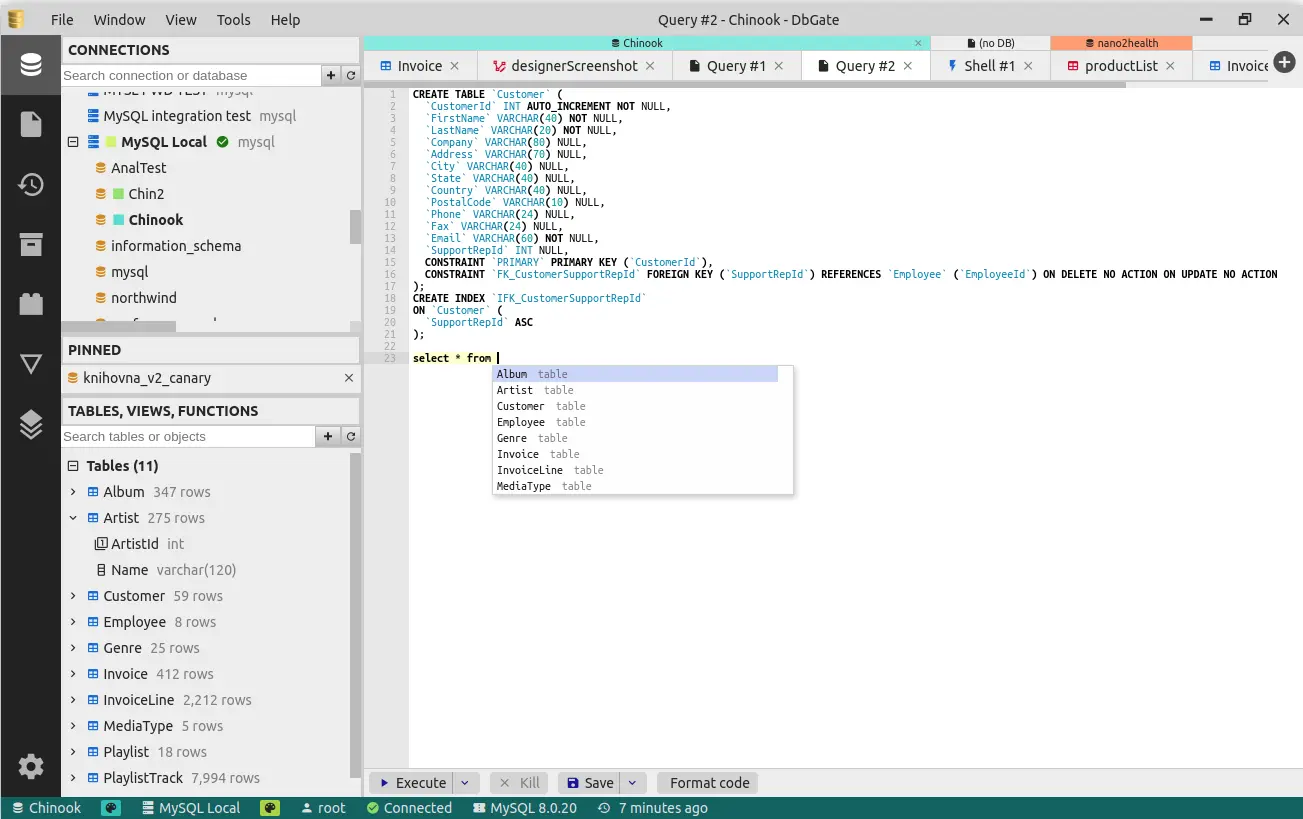 File Window View Tools Help
Query #2 - Chinook - DbGate
CONNECTIONS
Search connection or database
MySQL integration test mysql
MySQL Local mysql
AnalTest
Chin2
Chinook
information_schema
mysql
northwind
PINNED
knihovna_v2_canary
TABLES, VIEWS, FUNCTIONS
Search tables or objects
Tables (11)
Album 347 rows
Artist 275 rows
ArtistId int
Name varchar(120)
Customer 59 rows
Employee 8 rows
Genre 25 rows
Invoice 412 rows
InvoiceLine 2,212 rows
MediaType 5 rows
Playlist 18 rows
PlaylistTrack 7,994 rows
Chinook (no DB) nano2health
Invoice designerScreenshot Query #1 Query #2 Shell #1 productList Invoice
1 CREATE TABLE `Customer` (
2 `CustomerId` INT AUTO_INCREMENT NOT NULL,
3 `FirstName` VARCHAR(40) NOT NULL,
4 `LastName` VARCHAR(20) NOT NULL,
5 `Company` VARCHAR(80) NULL,
6 `Address` VARCHAR(70) NULL,
7 `City` VARCHAR(40) NULL,
8 `State` VARCHAR(40) NULL,
9 `Country` VARCHAR(40) NULL,
10 `PostalCode` VARCHAR(10) NULL,
11 `Phone` VARCHAR(24) NULL,
12 `Fax` VARCHAR(24) NULL,
13 `Email` VARCHAR(60) NOT NULL,
14 `SupportRepId` INT NULL,
15 CONSTRAINT `PRIMARY` PRIMARY KEY (`CustomerId`),
16 CONSTRAINT `FK_CustomerSupportRepId` FOREIGN KEY (`SupportRepId`) REFERENCES `Employee` (`EmployeeId`) ON DELETE NO ACTION ON UPDATE NO ACTION
17 );
18 CREATE INDEX `IFK_CustomerSupportRepId`
19 ON `Customer` (
20 `SupportRepId` ASC
21 );
22
23 select * from
Album table
Artist table
Customer table
Employee table
Genre table
Invoice table
InvoiceLine table
MediaType table
Execute Kill Save Format code
Chinook MySQL Local root Connected MySQL 8.0.20 7 minutes ago